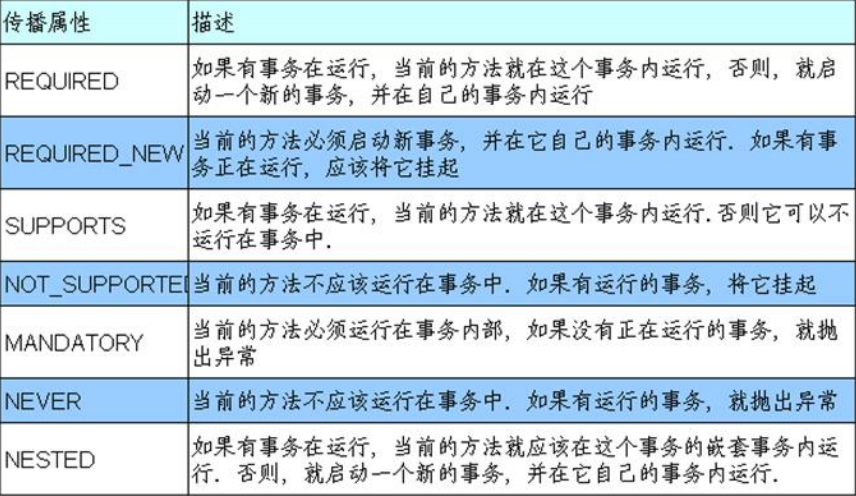 传播属性 描述
REQUIRED 如果有事务在运行, 当前的方法就在这个事务内运行, 否则, 就启
动一个新的事务, 并在自己的事务内运行
REQUIRED_NEW 当前的方法必须启动新事务, 并在它自己的事务内运行. 如果有事
务正在运行, 应该将它挂起
SUPPORTS 如果有事务在运行, 当前的方法就在这个事务内运行.否则它可以不
运行在事务中.
NOT_SUPPORTED 当前的方法不应该运行在事务中. 如果有运行的事务, 将它挂起
MANDATORY 当前的方法必须运行在事务内部, 如果没有正在运行的事务, 就抛
出异常
NEVER 当前的方法不应该运行在事务中. 如果有运行的事务, 就抛出异常
NESTED 如果有事务在运行, 当前的方法就应该在这个事务的嵌套事务内运
行. 否则, 就启动一个新的事务, 并在它自己的事务内运行.